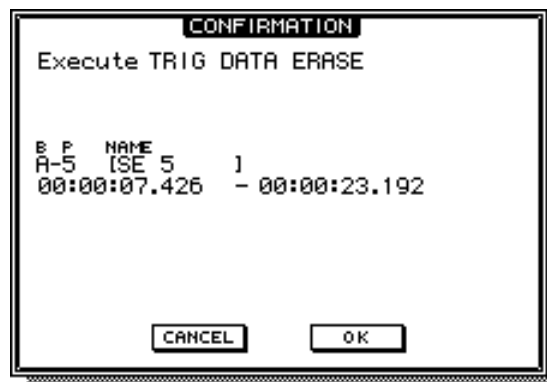 CONFIRMATION
Execute TRIG DATA ERASE
B P NAME
A-5 [SE 5 ]
00:00:07.426 - 00:00:23.192
CANCEL OK